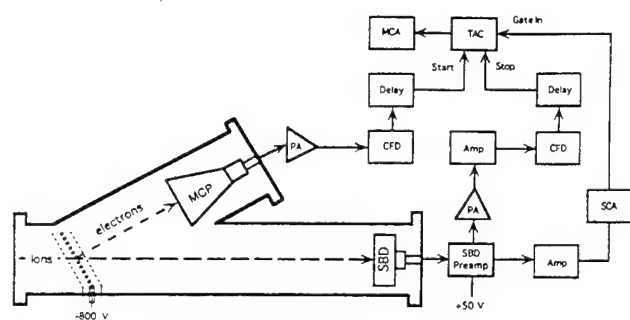 MCA
TAC
Gate In
Start
Stop
Delay
Delay
PA
CFD
Amp
CFD
MCP
electrons
PA
SCA
ions
SBD
SBD
Preamp
Amp
-800 V
+50 V